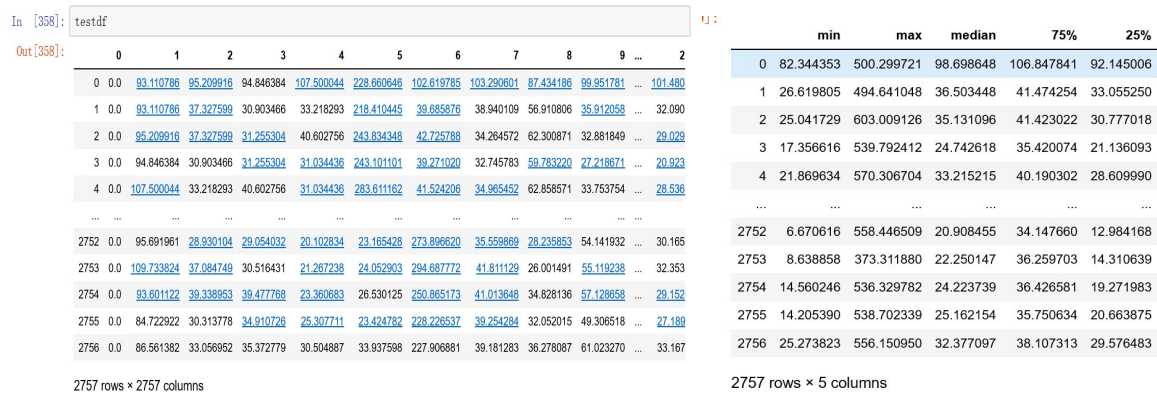 In [358]: testdf
Out[358]:
0 1 2 3 4 5 6 7 8 9 ... 2
0 0.0 93.110786 95.209916 94.846384 107.500044 228.660646 102.619785 103.290601 87.434186 99.951781 ... 101.480
1 0.0 93.110786 37.327599 30.903466 33.218293 218.410445 39.685876 38.940109 56.910806 35.912058 ... 32.090
2 0.0 95.209916 37.327599 31.255304 40.602756 243.834348 42.725788 34.264572 62.300871 32.881849 ... 29.029
3 0.0 94.846384 30.903466 31.255304 31.034436 243.101101 39.271020 32.745783 59.783220 27.218671 ... 20.923
4 0.0 107.500044 33.218293 40.602756 31.034436 283.611162 41.524206 34.965452 62.858571 33.753754 ... 28.536
... ... ... ... ... ... ... ... ... ... ... ...
2752 0.0 95.691961 28.930104 29.054032 20.102834 23.165428 273.896620 35.559869 28.235853 54.141932 ... 30.165
2753 0.0 109.733824 37.084749 30.516431 21.267238 24.052903 294.687772 41.811129 26.001491 55.119238 ... 32.353
2754 0.0 93.601122 39.338953 39.477768 23.360683 26.530125 250.865173 41.013648 34.828136 57.128658 ... 29.152
2755 0.0 84.722922 30.313778 34.910726 25.307711 23.424782 228.226537 39.254284 32.052015 49.306518 ... 27.189
2756 0.0 86.561382 33.056952 35.372779 30.504887 33.937598 227.906881 39.181283 36.278087 61.023270 ... 33.167
2757 rows × 2757 columns
min max median 75% 25%
0 82.344353 500.299721 98.698648 106.847841 92.145006
1 26.619805 494.641048 36.503448 41.474254 33.055250
2 25.041729 603.009126 35.131096 41.423022 30.777018
3 17.356616 539.792412 24.742618 35.420074 21.136093
4 21.869634 570.306704 33.215215 40.190302 28.609990
... ... ... ... ... ...
2752 6.670616 558.446509 20.908455 34.147660 12.984168
2753 8.638858 373.311880 22.250147 36.259703 14.310639
2754 14.560246 536.329782 24.223739 36.426581 19.271983
2755 14.205390 538.702339 25.162154 35.750634 20.663875
2756 25.273823 556.150950 32.377097 38.107313 29.576483
2757 rows × 5 columns